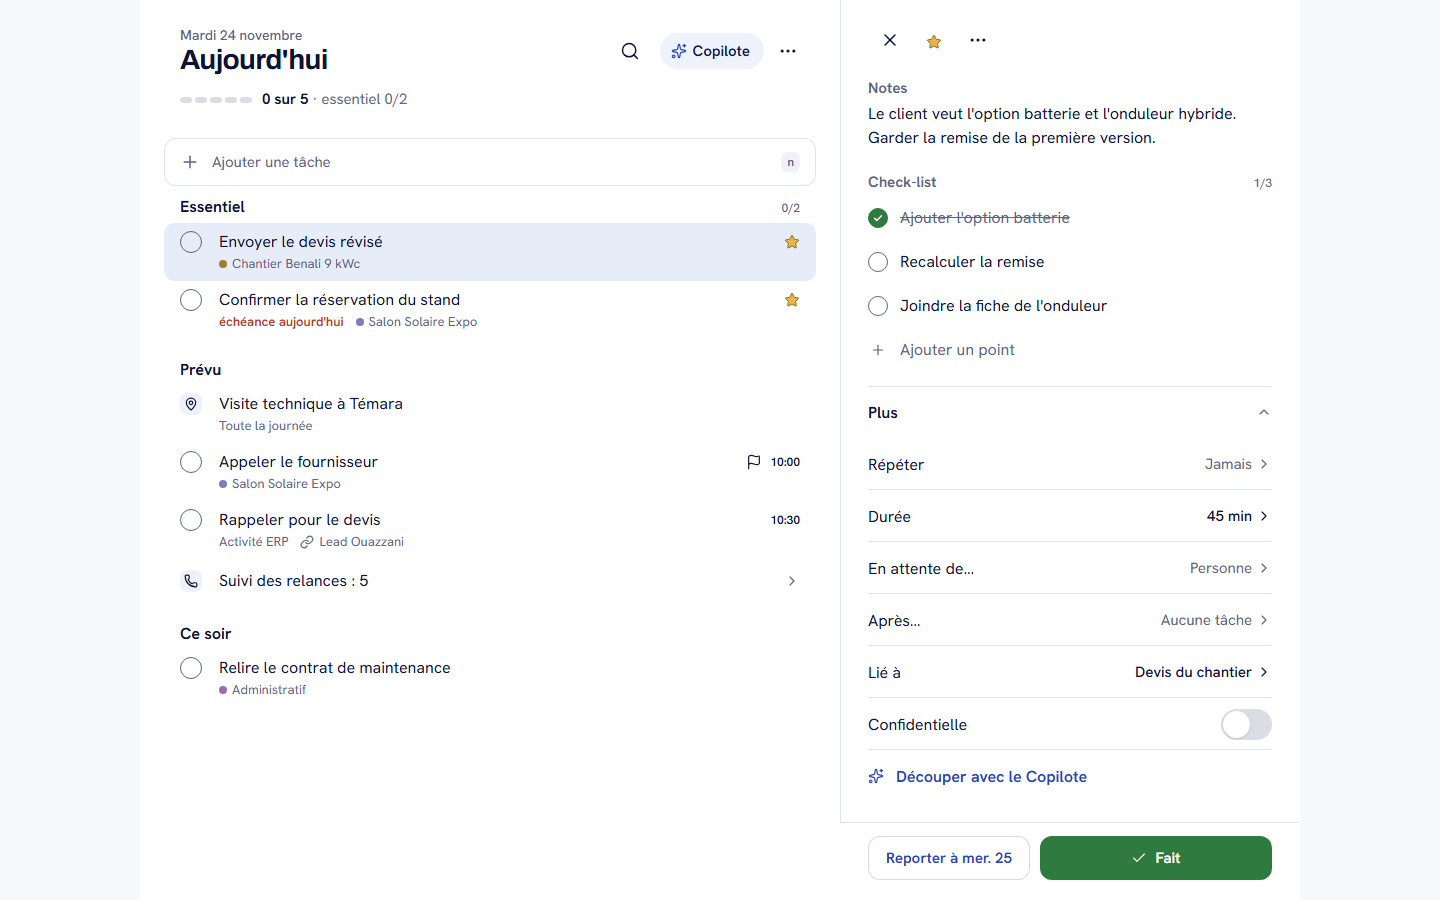 Mardi 24 novembre
Aujourd'hui
Copilote
0 sur 5 · essentiel 0/2
Ajouter une tâche
n
Essentiel
0/2
Envoyer le devis révisé
Chantier Benali 9 kWc
Confirmer la réservation du stand
échéance aujourd'hui
Salon Solaire Expo
Prévu
Visite technique à Témara
Toute la journée
Appeler le fournisseur
10:00
Salon Solaire Expo
Rappeler pour le devis
10:30
Activité ERP
Lead Ouazzani
Suivi des relances : 5
Ce soir
Relire le contrat de maintenance
Administratif
Notes
Le client veut l'option batterie et l'onduleur hybride.
Garder la remise de la première version.
Check-list
1/3
Ajouter l'option batterie
Recalculer la remise
Joindre la fiche de l'onduleur
Ajouter un point
Plus
Répéter
Jamais
Durée
45 min
En attente de...
Personne
Après...
Aucune tâche
Lié à
Devis du chantier
Confidentielle
Découper avec le Copilote
Reporter à mer. 25
Fait